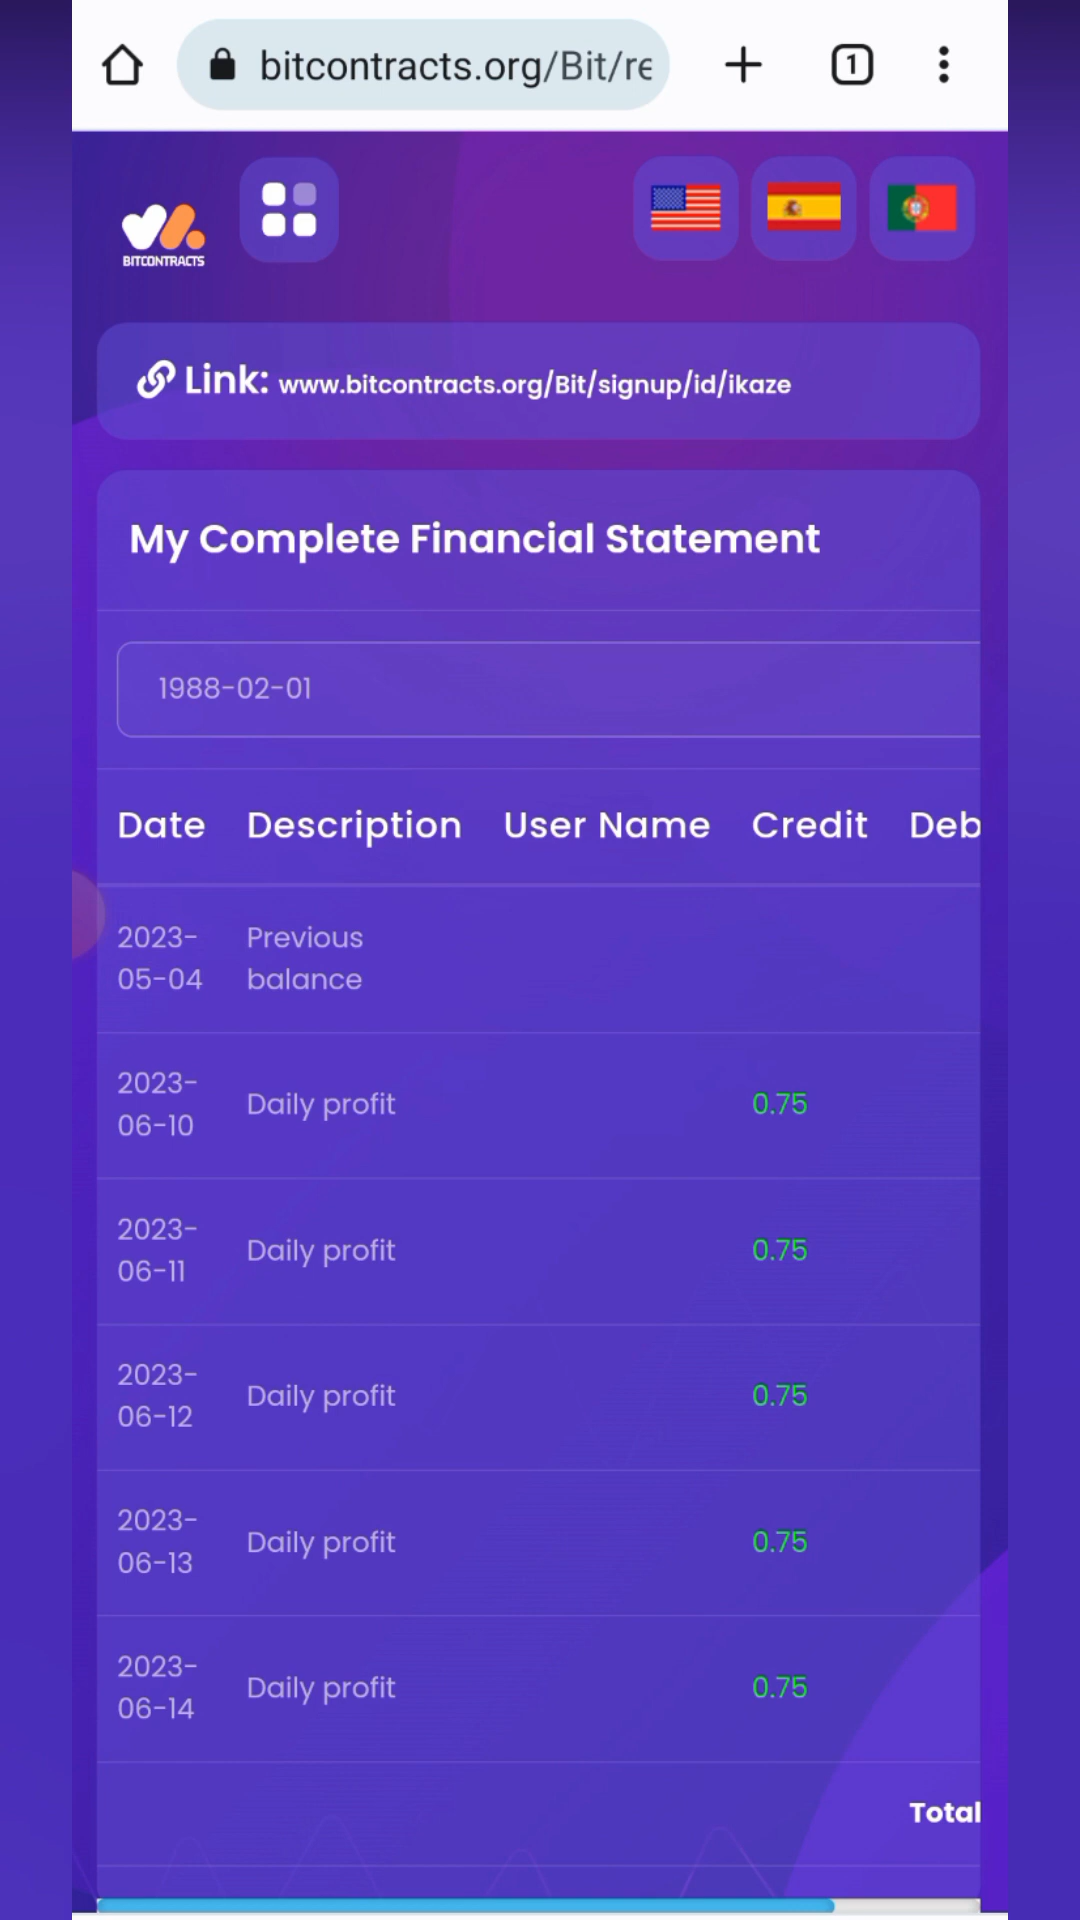 bitcontracts.org/Bit/re
1
BITCONTRACTS
Link: www.bitcontracts.org/Bit/signup/id/ikaze
My Complete Financial Statement
1988-02-01
Date Description User Name Credit Deb
2023-
05-04
Previous
balance
2023-
06-10
Daily profit 0.75
2023-
06-11
Daily profit 0.75
2023-
06-12
Daily profit 0.75
2023-
06-13
Daily profit 0.75
2023-
06-14
Daily profit 0.75
Total